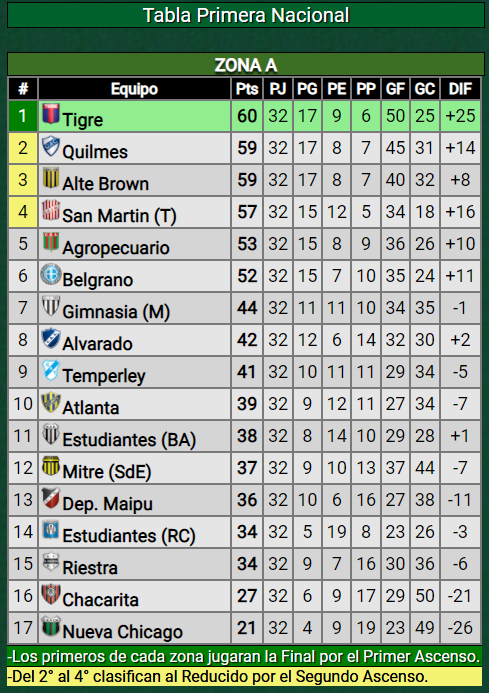 Tabla Primera Nacional
ZONA A
# Equipo Pts PJ PG PE PP GF GC DIF
1 Tigre 60 32 17 9 6 50 25 +25
2 Quilmes 59 32 17 8 7 45 31 +14
3 Alte Brown 59 32 17 8 7 40 32 +8
4 San Martin (T) 57 32 15 12 5 34 18 +16
5 Agropecuario 53 32 15 8 9 36 26 +10
6 Belgrano 52 32 15 7 10 35 24 +11
7 Gimnasia (M) 44 32 11 11 10 34 35 -1
8 Alvarado 42 32 12 6 14 32 30 +2
9 Temperley 41 32 10 11 11 29 34 -5
10 Atlanta 39 32 9 12 11 27 34 -7
11 Estudiantes (BA) 38 32 8 14 10 29 28 +1
12 Mitre (SdE) 37 32 9 10 13 37 44 -7
13 Dep. Maipu 36 32 10 6 16 27 38 -11
14 Estudiantes (RC) 34 32 5 19 8 23 26 -3
15 Riestra 34 32 9 7 16 30 36 -6
16 Chacarita 27 32 6 9 17 29 50 -21
17 Nueva Chicago 21 32 4 9 19 23 49 -26
-Los primeros de cada zona jugaran la Final por el Primer Ascenso.
-Del 2° al 4° clasifican al Reducido por el Segundo Ascenso.